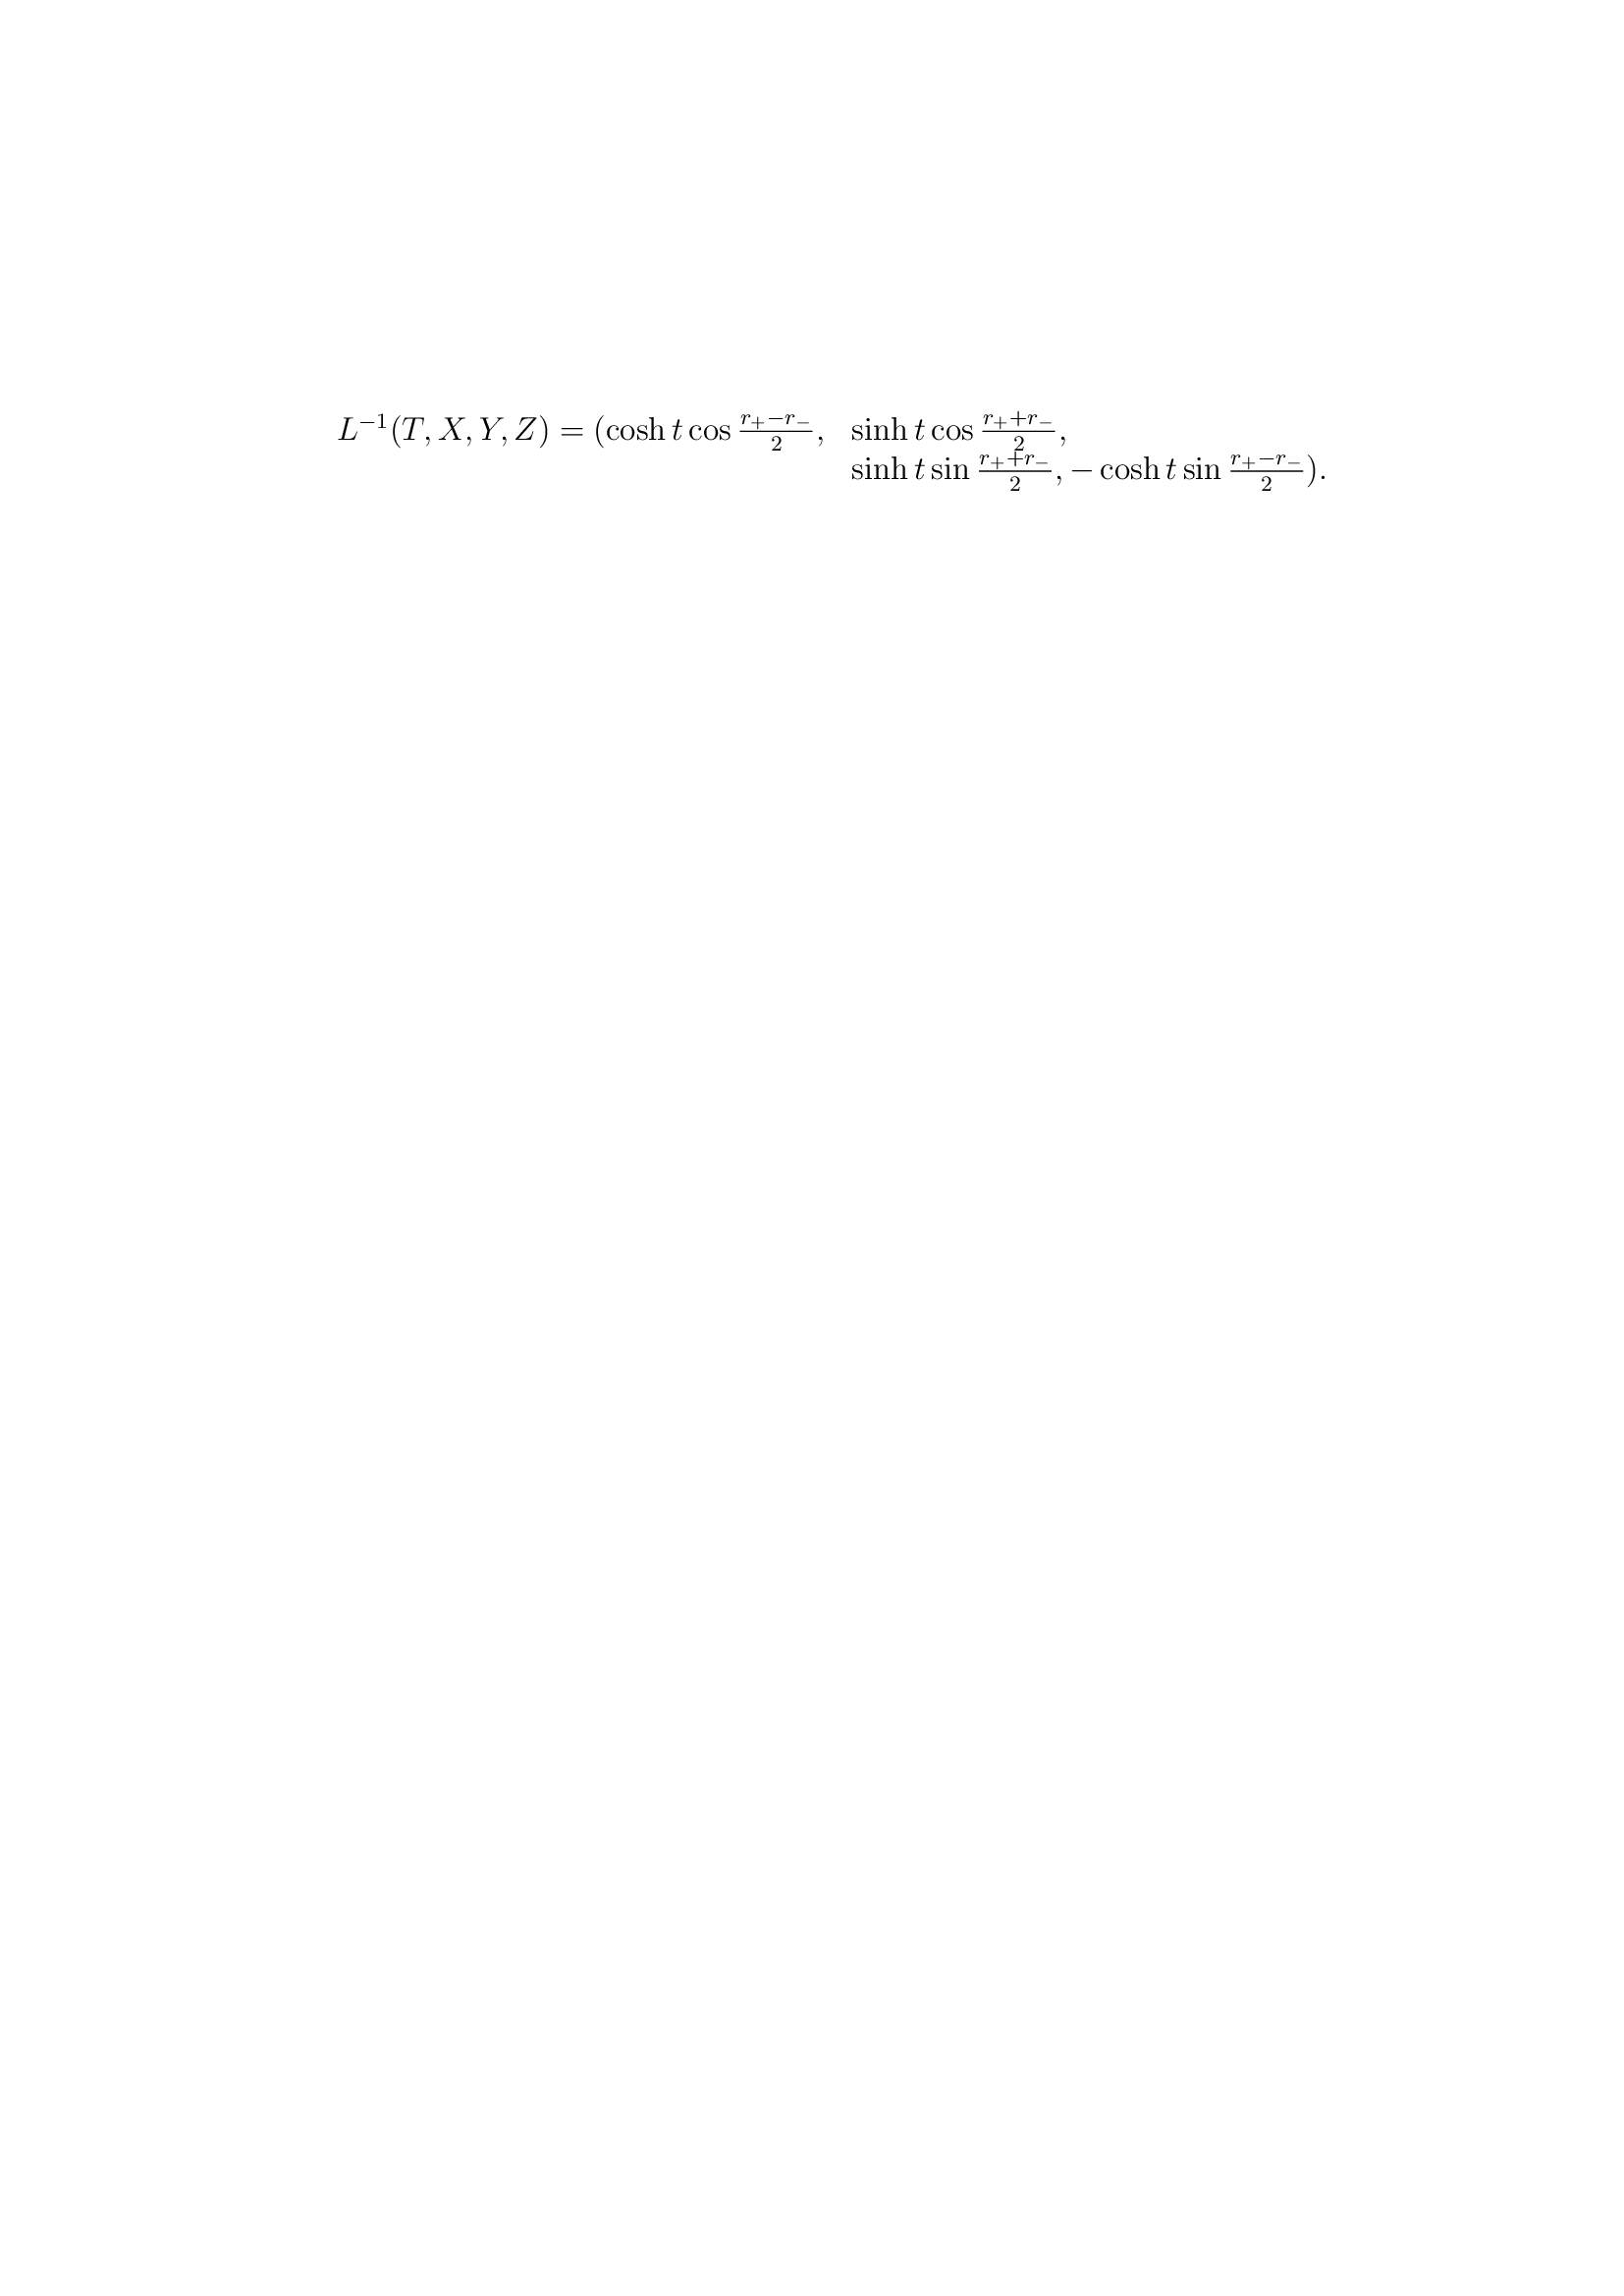 $L^{-1}(T, X, Y, Z) = (\cosh t \cos \frac{r_+ - r_-}{2}, \quad \sinh t \cos \frac{r_+ + r_-}{2},$
$\sinh t \sin \frac{r_+ + r_-}{2}, -\cosh t \sin \frac{r_+ - r_-}{2}).$